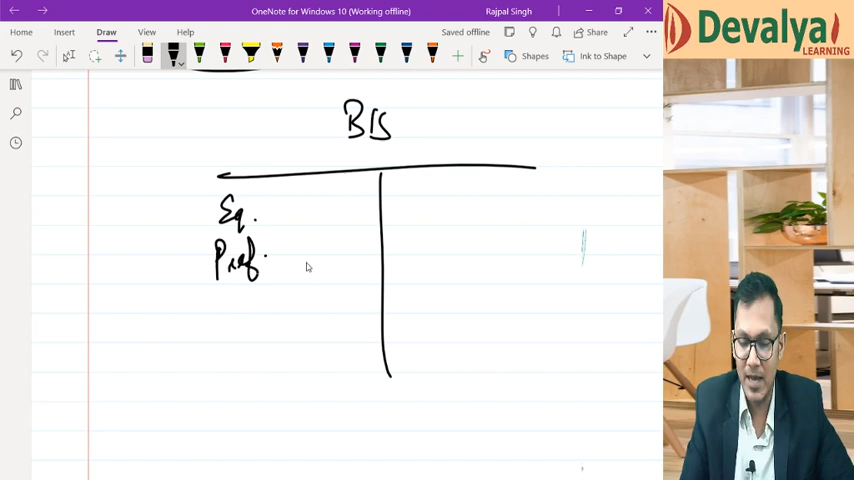 OneNote for Windows 10 (Working offline)
Rajpal Singh
Home Insert Draw View Help
Saved offline
Share
Shapes
Ink to Shape
Devalya
LEARNING
B/S
Eq.
Pref.